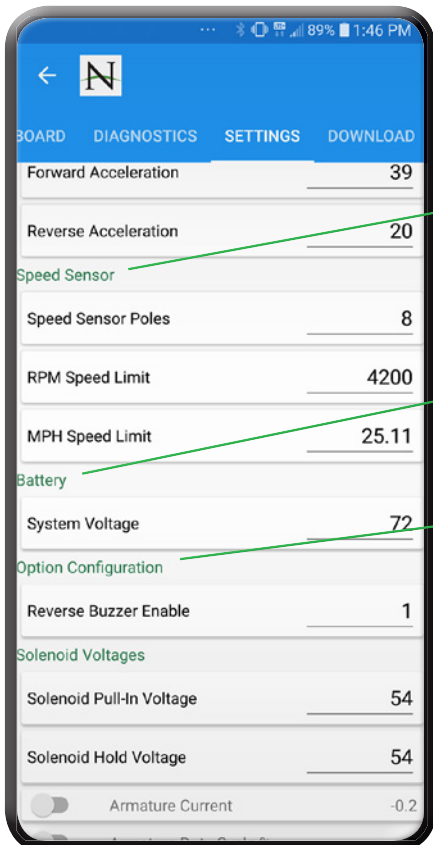 89% 1:46 PM
N
BOARD DIAGNOSTICS SETTINGS DOWNLOAD
Forward Acceleration 39
Reverse Acceleration 20
Speed Sensor
Speed Sensor Poles 8
RPM Speed Limit 4200
MPH Speed Limit 25.11
Battery
System Voltage 72
Option Configuration
Reverse Buzzer Enable 1
Solenoid Voltages
Solenoid Pull-In Voltage 54
Solenoid Hold Voltage 54
Armature Current -0.2